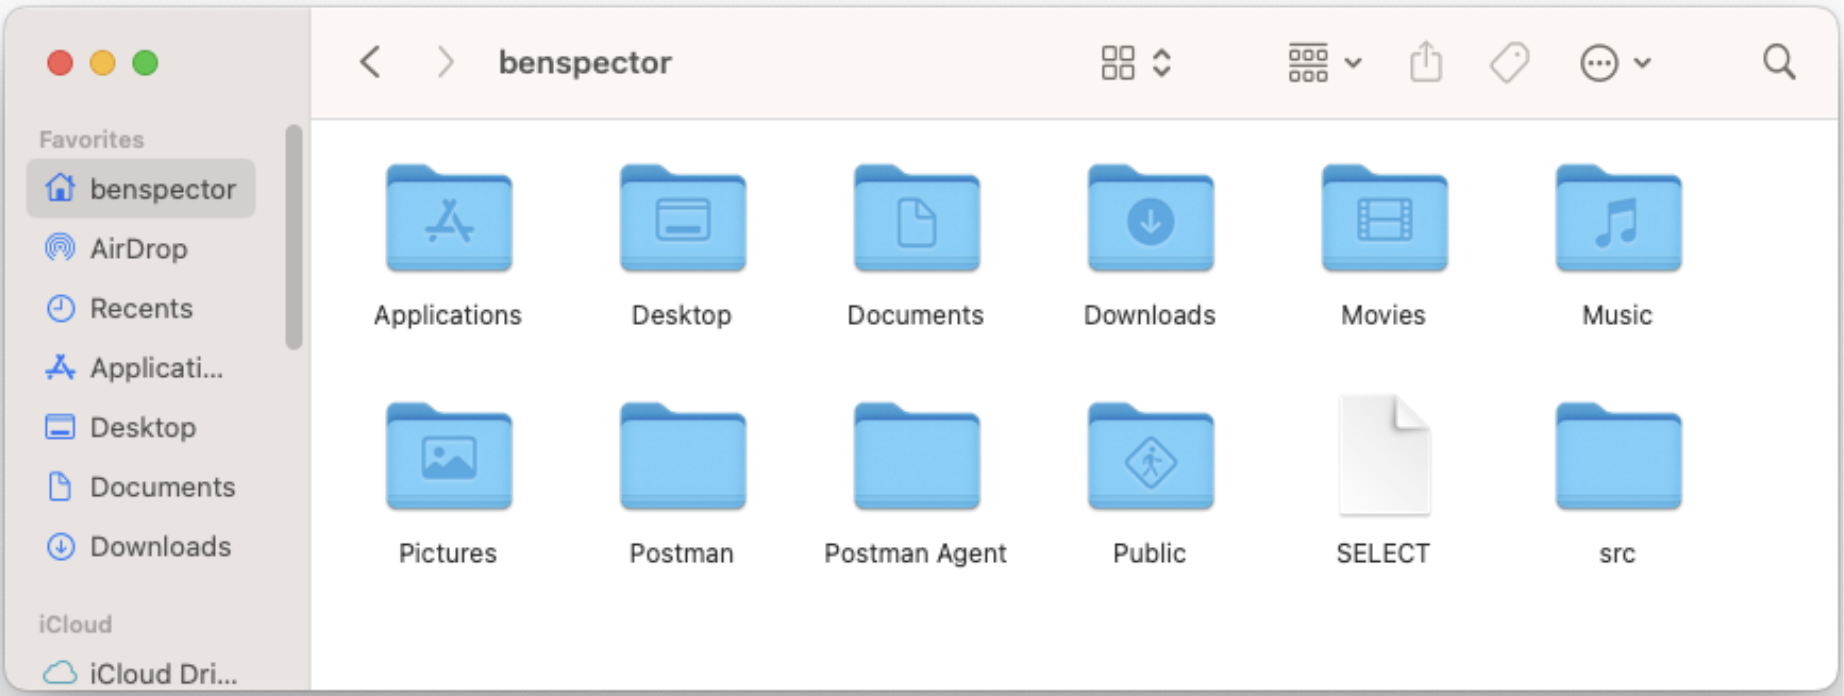 benspector
Favorites
benspector
AirDrop
Recents
Applicati...
Desktop
Documents
Downloads
iCloud
iCloud Dri...
Applications
Desktop
Documents
Downloads
Movies
Music
Pictures
Postman
Postman Agent
Public
SELECT
src